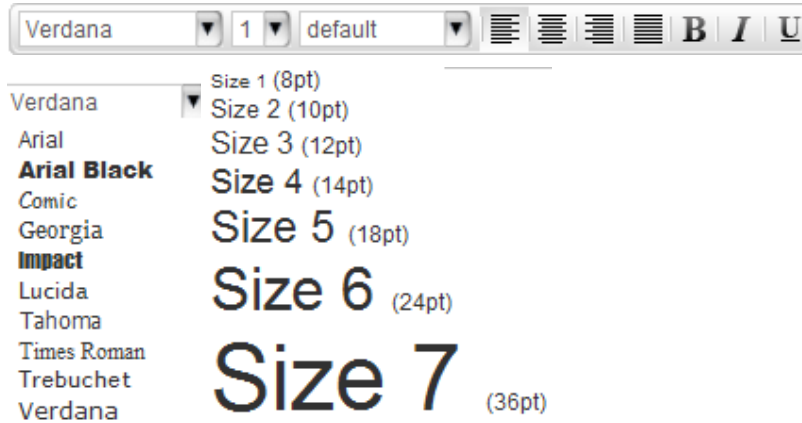 Verdana 1 default B I U
Verdana
Arial
Arial Black
Comic
Georgia
Impact
Lucida
Tahoma
Times Roman
Trebuchet
Verdana
Size 1 (8pt)
Size 2 (10pt)
Size 3 (12pt)
Size 4 (14pt)
Size 5 (18pt)
Size 6 (24pt)
Size 7 (36pt)